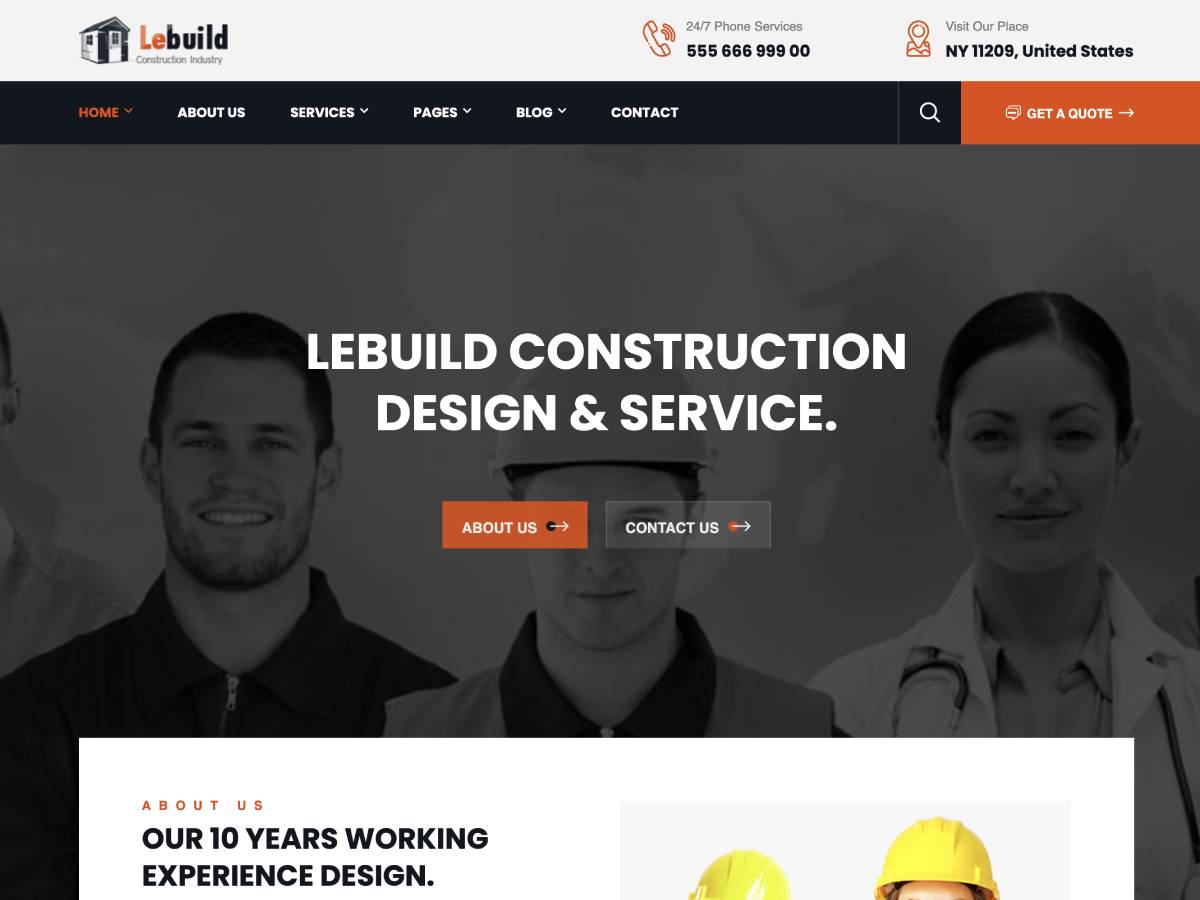 Lebuild
Construction Industry
24/7 Phone Services
555 666 999 00
Visit Our Place
NY 11209, United States
HOME
ABOUT US
SERVICES
PAGES
BLOG
CONTACT
GET A QUOTE
LEBUILD CONSTRUCTION
DESIGN & SERVICE.
ABOUT US
CONTACT US
ABOUT US
OUR 10 YEARS WORKING
EXPERIENCE DESIGN.